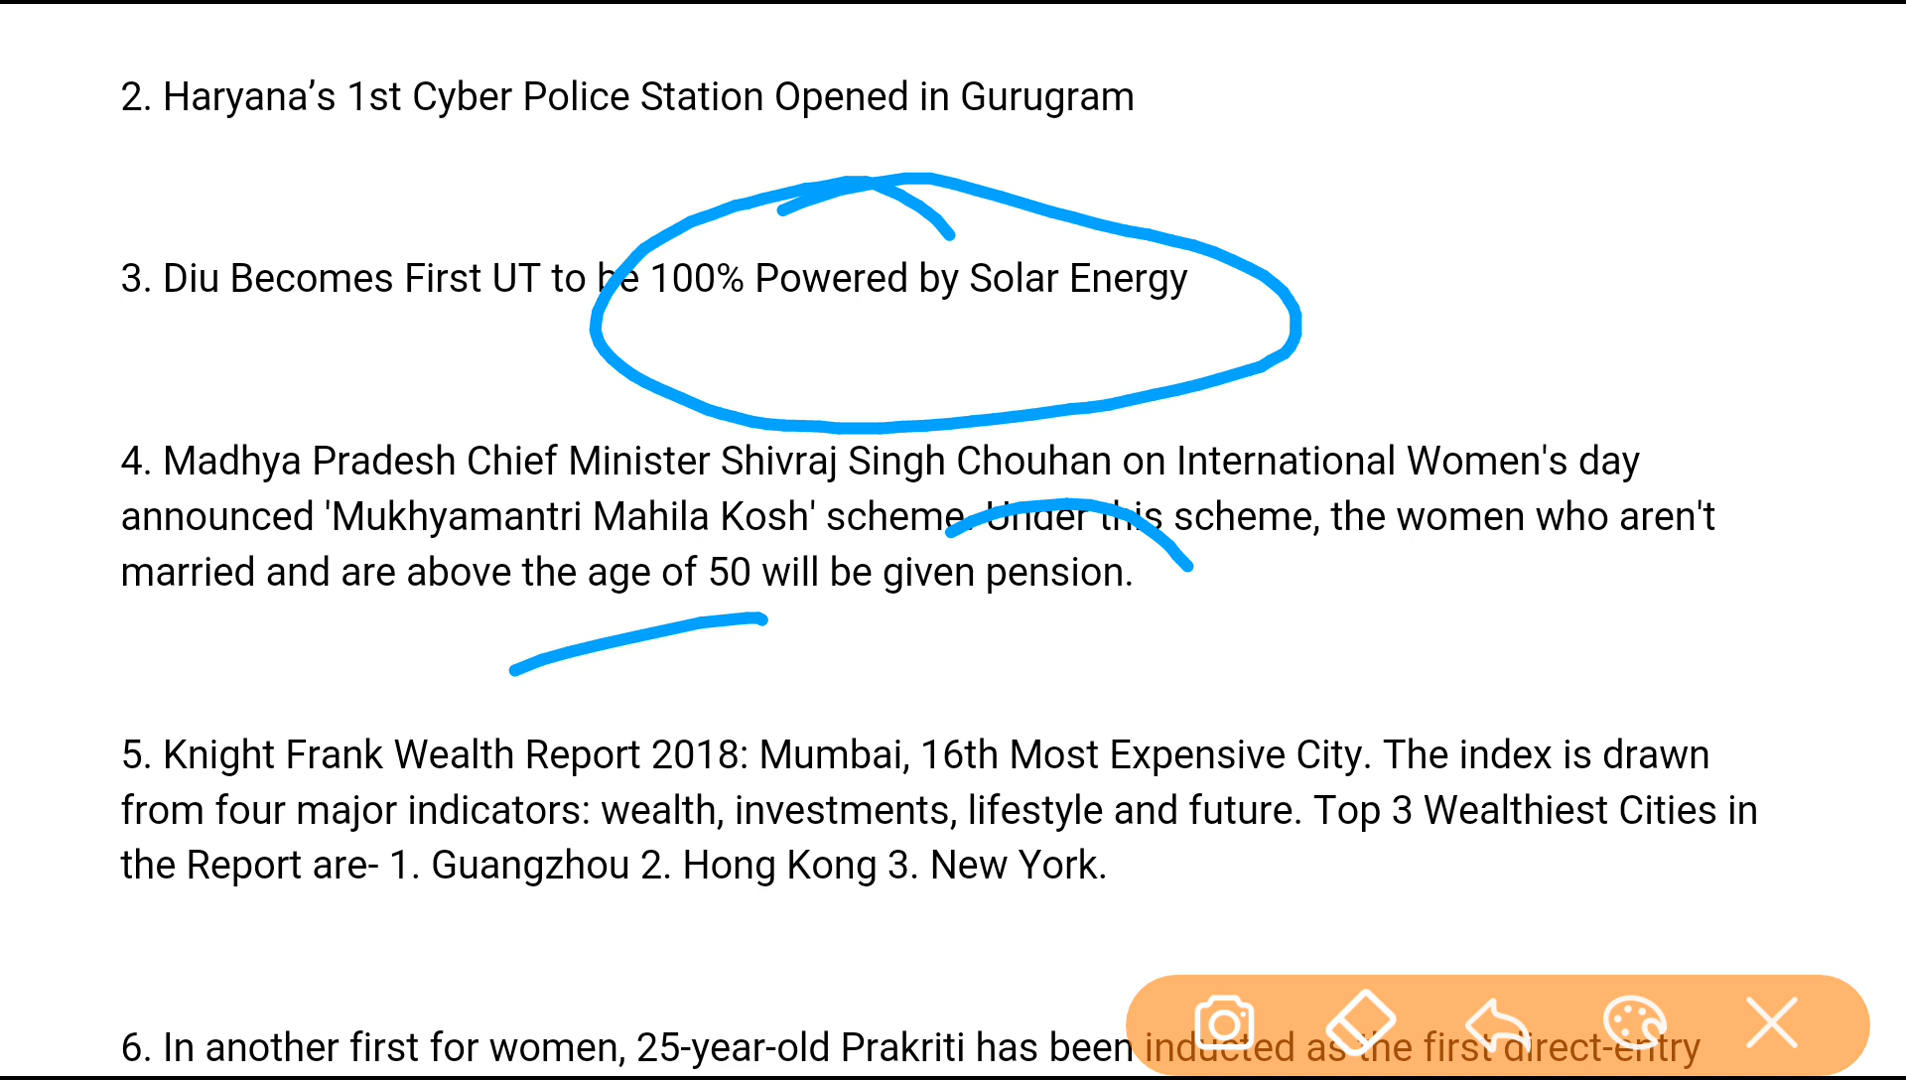 2. Haryana’s 1st Cyber Police Station Opened in Gurugram
3. Diu Becomes First UT to be 100% Powered by Solar Energy
4. Madhya Pradesh Chief Minister Shivraj Singh Chouhan on International Women's day
announced 'Mukhyamantri Mahila Kosh' scheme. Under this scheme, the women who aren't
married and are above the age of 50 will be given pension.
5. Knight Frank Wealth Report 2018: Mumbai, 16th Most Expensive City. The index is drawn
from four major indicators: wealth, investments, lifestyle and future. Top 3 Wealthiest Cities in
the Report are- 1. Guangzhou 2. Hong Kong 3. New York.
6. In another first for women, 25-year-old Prakriti has been inducted as the first direct-entry